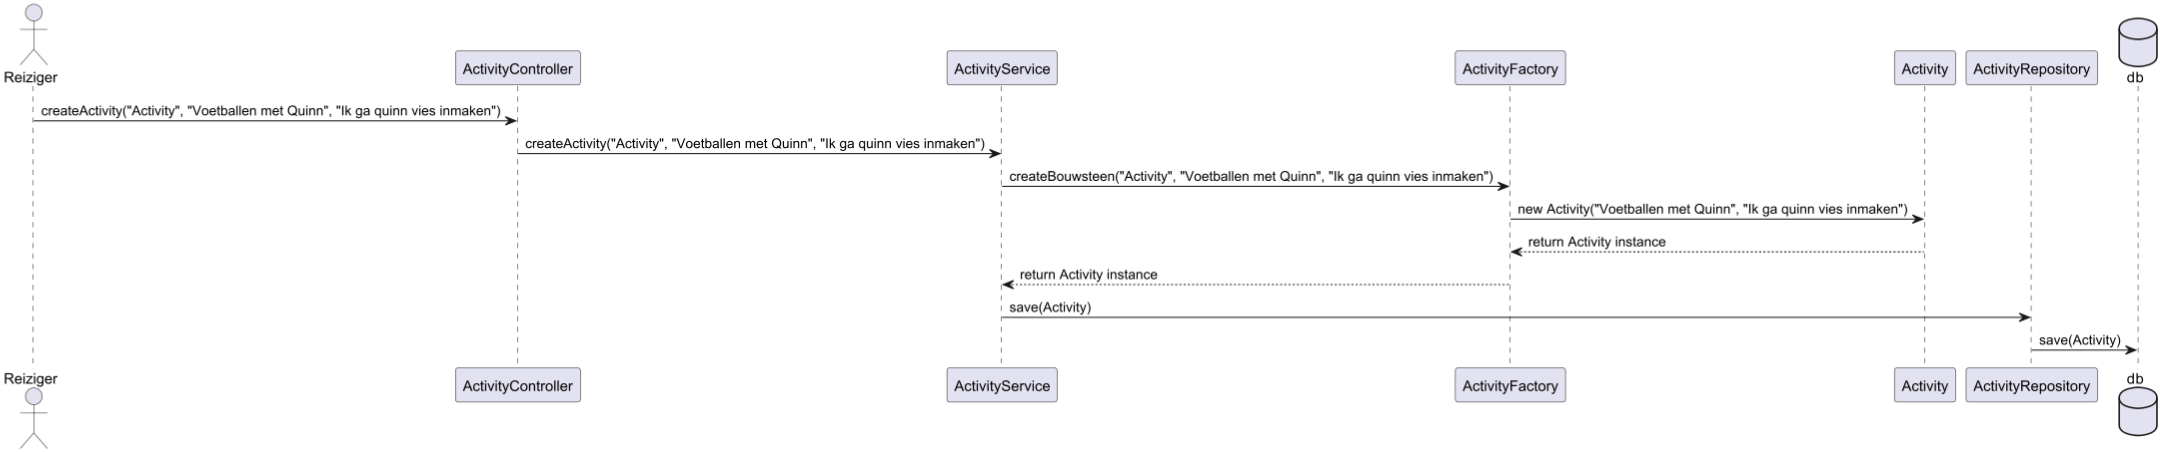 Reiziger
ActivityController
ActivityService
ActivityFactory
Activity
ActivityRepository
db
createActivity("Activity", "Voetballen met Quinn", "Ik ga quinn vies inmaken")
createActivity("Activity", "Voetballen met Quinn", "Ik ga quinn vies inmaken")
createBouwsteen("Activity", "Voetballen met Quinn", "Ik ga quinn vies inmaken")
new Activity("Voetballen met Quinn", "Ik ga quinn vies inmaken")
return Activity instance
return Activity instance
save(Activity)
save(Activity)
Reiziger
ActivityController
ActivityService
ActivityFactory
Activity
ActivityRepository
db